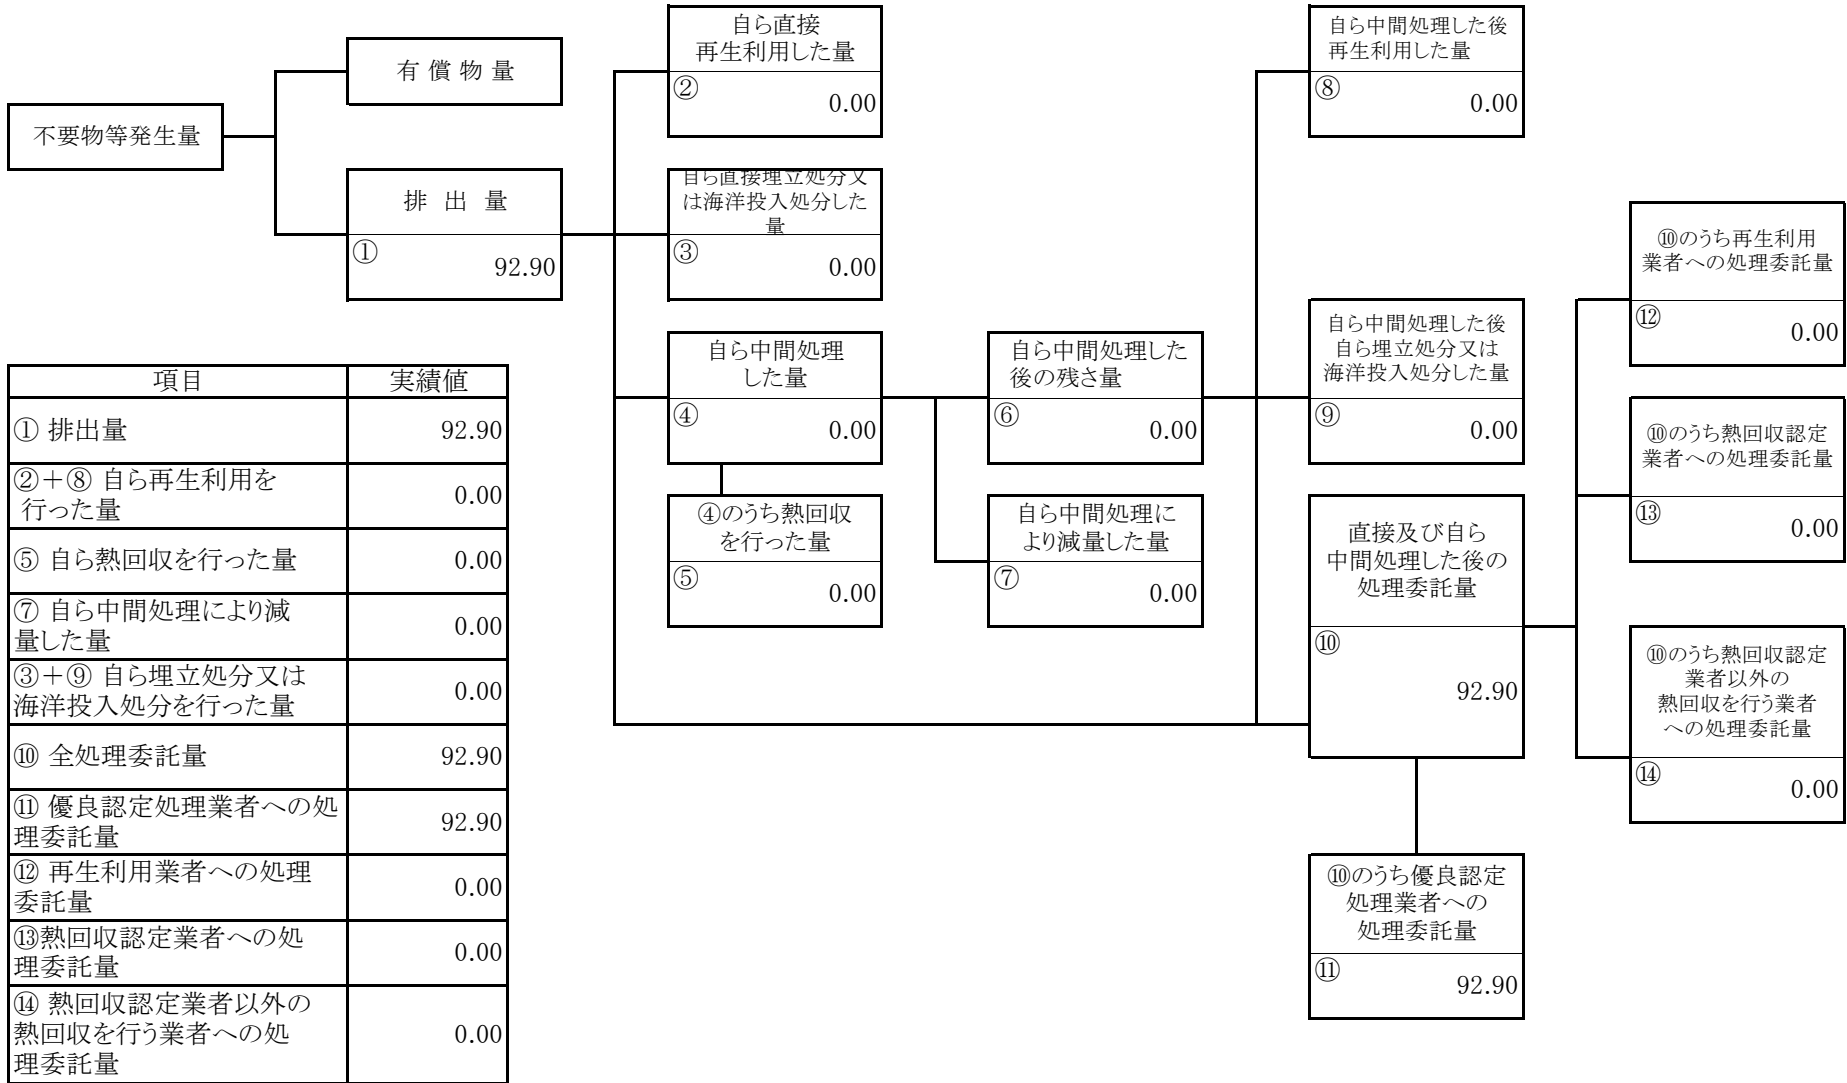 不要物等発生量
有 償 物 量
排 出 量
①
92.90
自ら直接
再生利用した量
②
0.00
自ら直接埋立処分又
は海洋投入処分した
量
③
0.00
自ら中間処理
した量
④
0.00
④のうち熱回収
を行った量
⑤
0.00
自ら中間処理した
後の残さ量
⑥
0.00
自ら中間処理に
より減量した量
⑦
0.00
自ら中間処理した後
再生利用した量
⑧
0.00
自ら中間処理した後
自ら埋立処分又は
海洋投入処分した量
⑨
0.00
直接及び自ら
中間処理した後の
処理委託量
⑩
92.90
⑩のうち優良認定
処理業者への
処理委託量
⑪
92.90
⑩のうち再生利用
業者への処理委託量
⑫
0.00
⑩のうち熱回収認定
業者への処理委託量
⑬
0.00
⑩のうち熱回収認定
業者以外の
熱回収を行う業者
への処理委託量
⑭
0.00
項目 実績値
① 排出量 92.90
②＋⑧ 自ら再生利用を
行った量 0.00
⑤ 自ら熱回収を行った量 0.00
⑦ 自ら中間処理により減
量した量 0.00
③＋⑨ 自ら埋立処分又は
海洋投入処分を行った量 0.00
⑩ 全処理委託量 92.90
⑪ 優良認定処理業者への処
理委託量 92.90
⑫ 再生利用業者への処理
委託量 0.00
⑬熱回収認定業者への処
理委託量 0.00
⑭ 熱回収認定業者以外の
熱回収を行う業者への処
理委託量 0.00